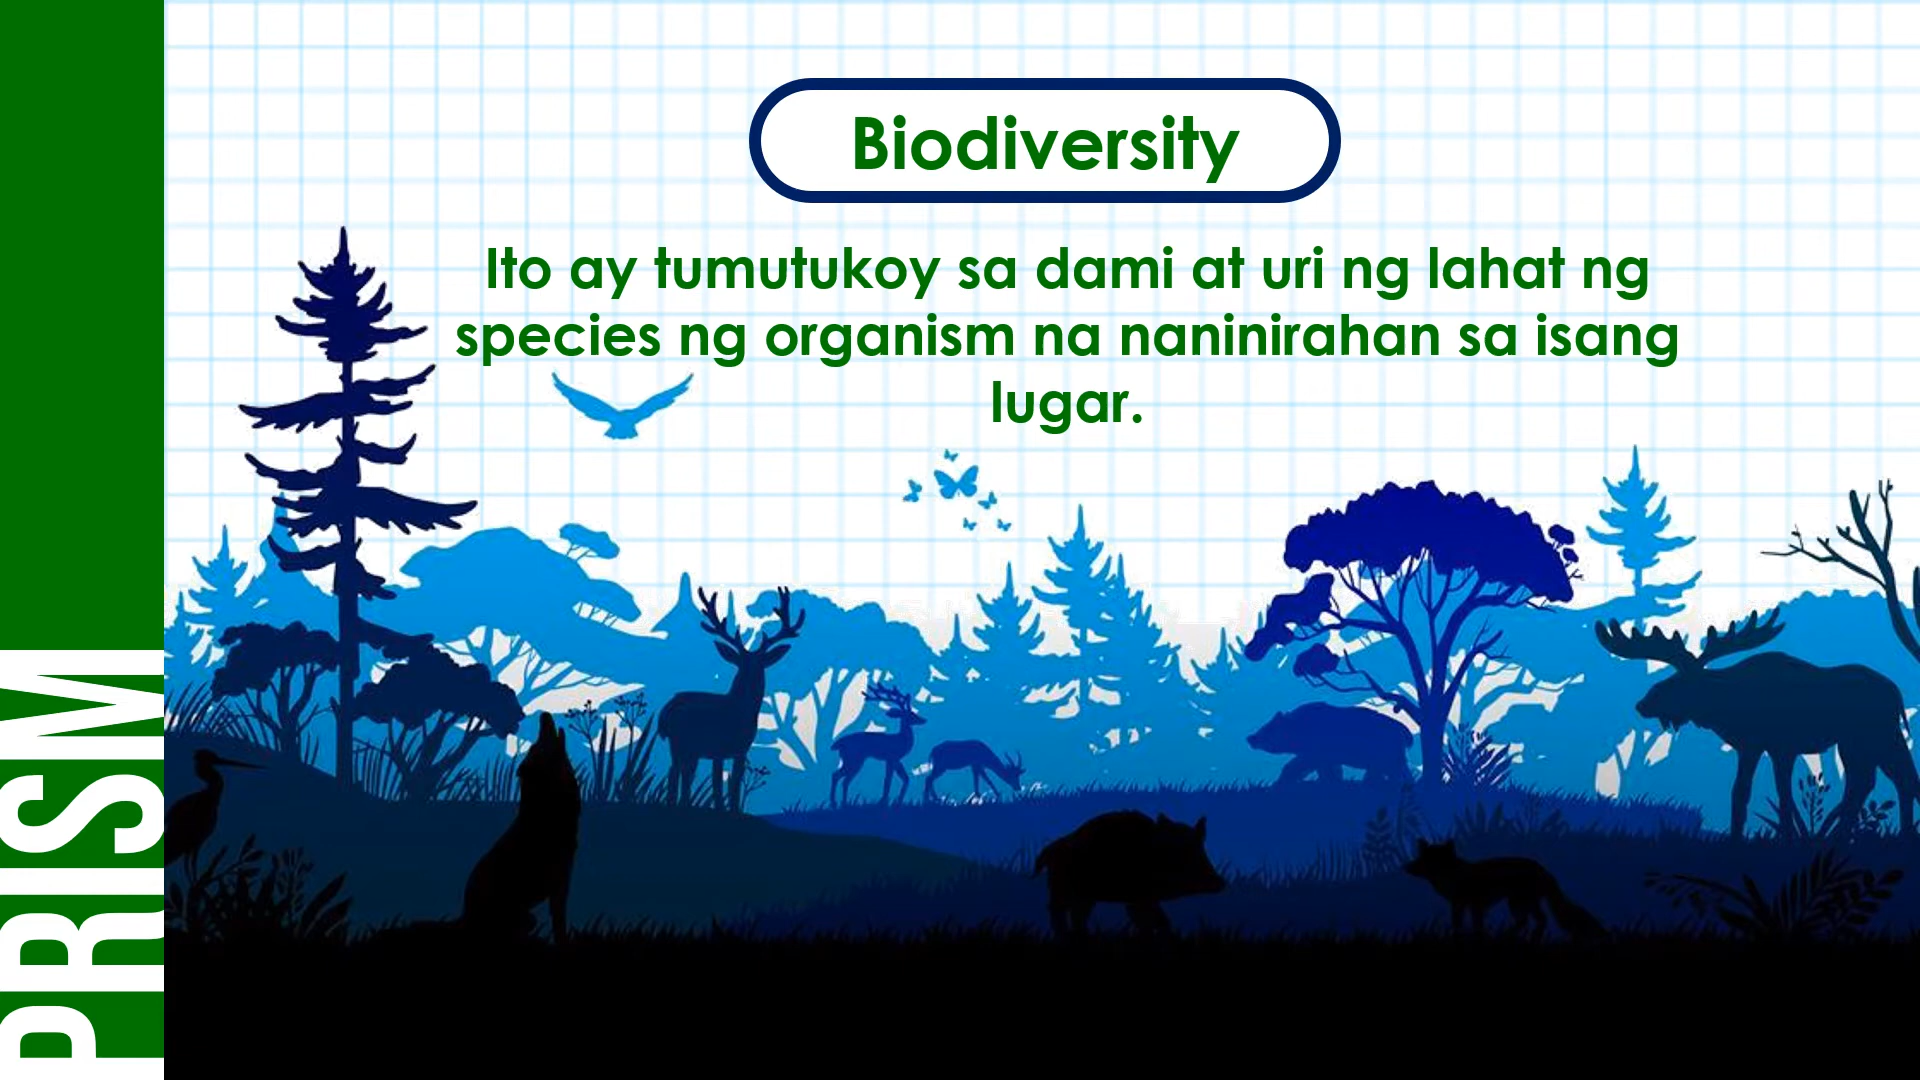 Biodiversity
Ito ay tumutukoy sa dami at uri ng lahat ng
species ng organism na naninirahan sa isang
lugar.
PRISM